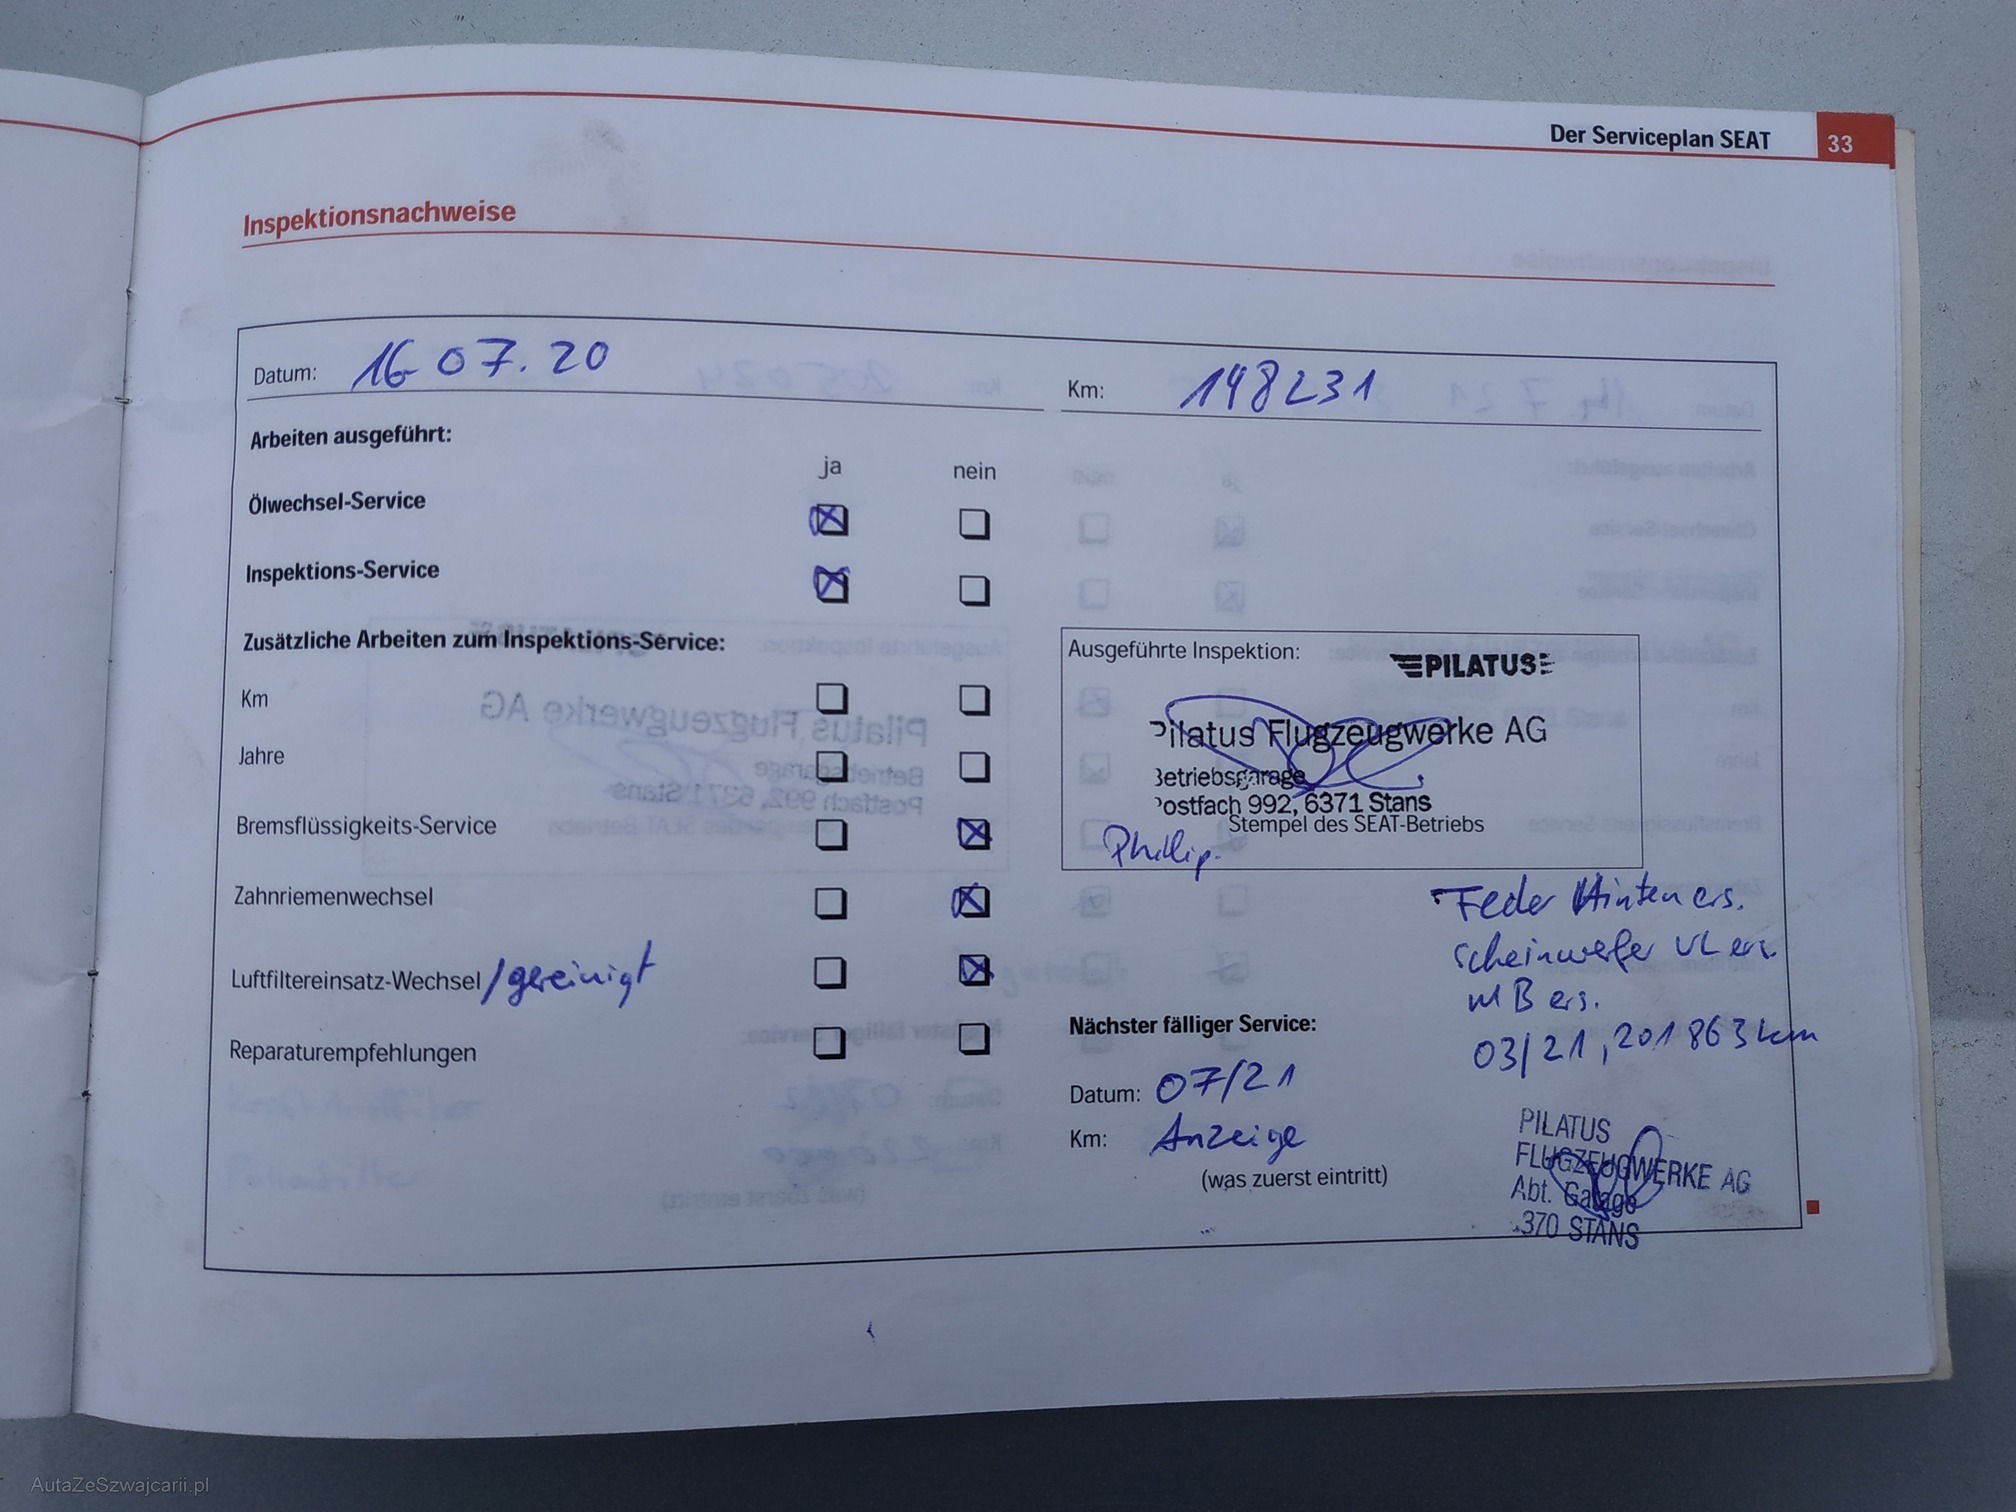 Der Serviceplan SEAT 33
Inspektionsnachweise
Datum: 16 07.20 Km: 198231
Arbeiten ausgeführt:
ja nein
Ölwechsel-Service
Inspektions-Service
Zusätzliche Arbeiten zum Inspektions-Service:
Km
Jahre
Bremsflüssigkeits-Service
Zahnriemenwechsel
Luftfiltereinsatz-Wechsel /gereinigt
Reparaturempfehlungen
Ausgeführte Inspektion:
PILATUS
Pilatus Flugzeugwerke AG
Betriebsgarage
Postfach 992, 6371 Stans
Stempel des SEAT-Betriebs
Phillip.
Feder Hinten ers.
Scheinwerfer VL ers.
B ers.
03/21, 201863 km
Nächster fälliger Service:
Datum: 07/21
Km: Anzeige
(was zuerst eintritt)
PILATUS
FLUGZEUGWERKE AG
Abt. Garage
370 STANS
AutaZeSzwajcarii.pl